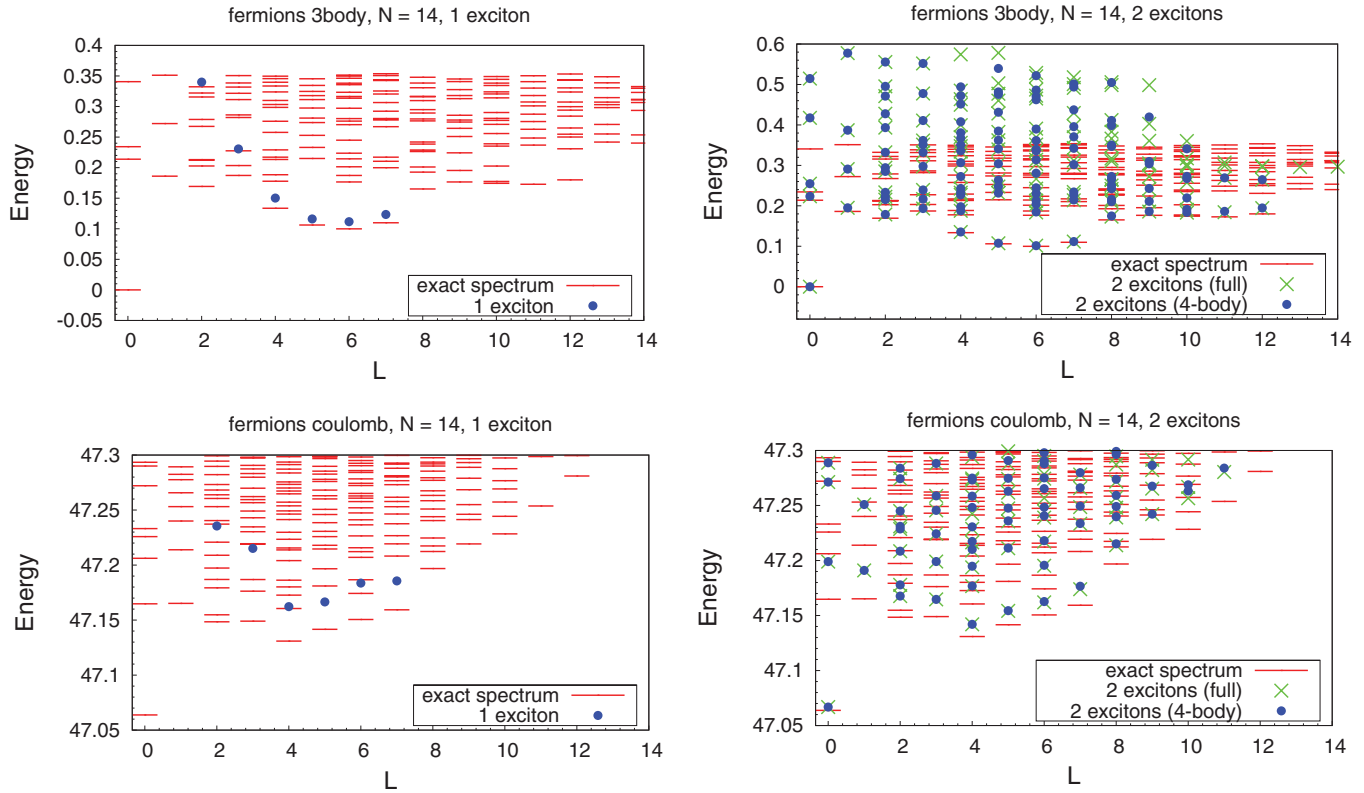 fermions 3body, N = 14, 1 exciton
Energy
0.4
0.35
0.3
0.25
0.2
0.15
0.1
0.05
0
-0.05
exact spectrum
1 exciton
0 2 4 6 8 10 12 14
L
fermions 3body, N = 14, 2 excitons
Energy
0.6
0.5
0.4
0.3
0.2
0.1
0
exact spectrum
2 excitons (full)
2 excitons (4-body)
0 2 4 6 8 10 12 14
L
fermions coulomb, N = 14, 1 exciton
Energy
47.3
47.25
47.2
47.15
47.1
47.05
exact spectrum
1 exciton
0 2 4 6 8 10 12 14
L
fermions coulomb, N = 14, 2 excitons
Energy
47.3
47.25
47.2
47.15
47.1
47.05
exact spectrum
2 excitons (full)
2 excitons (4-body)
0 2 4 6 8 10 12 14
L